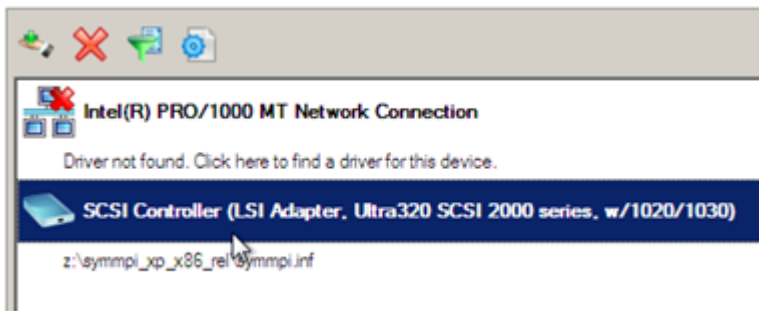 Intel(R) PRO/1000 MT Network Connection
Driver not found. Click here to find a driver for this device.
SCSI Controller (LSI Adapter, Ultra320 SCSI 2000 series, w/1020/1030)
z:\symmpi_xp_x86_rel\symmpi.inf